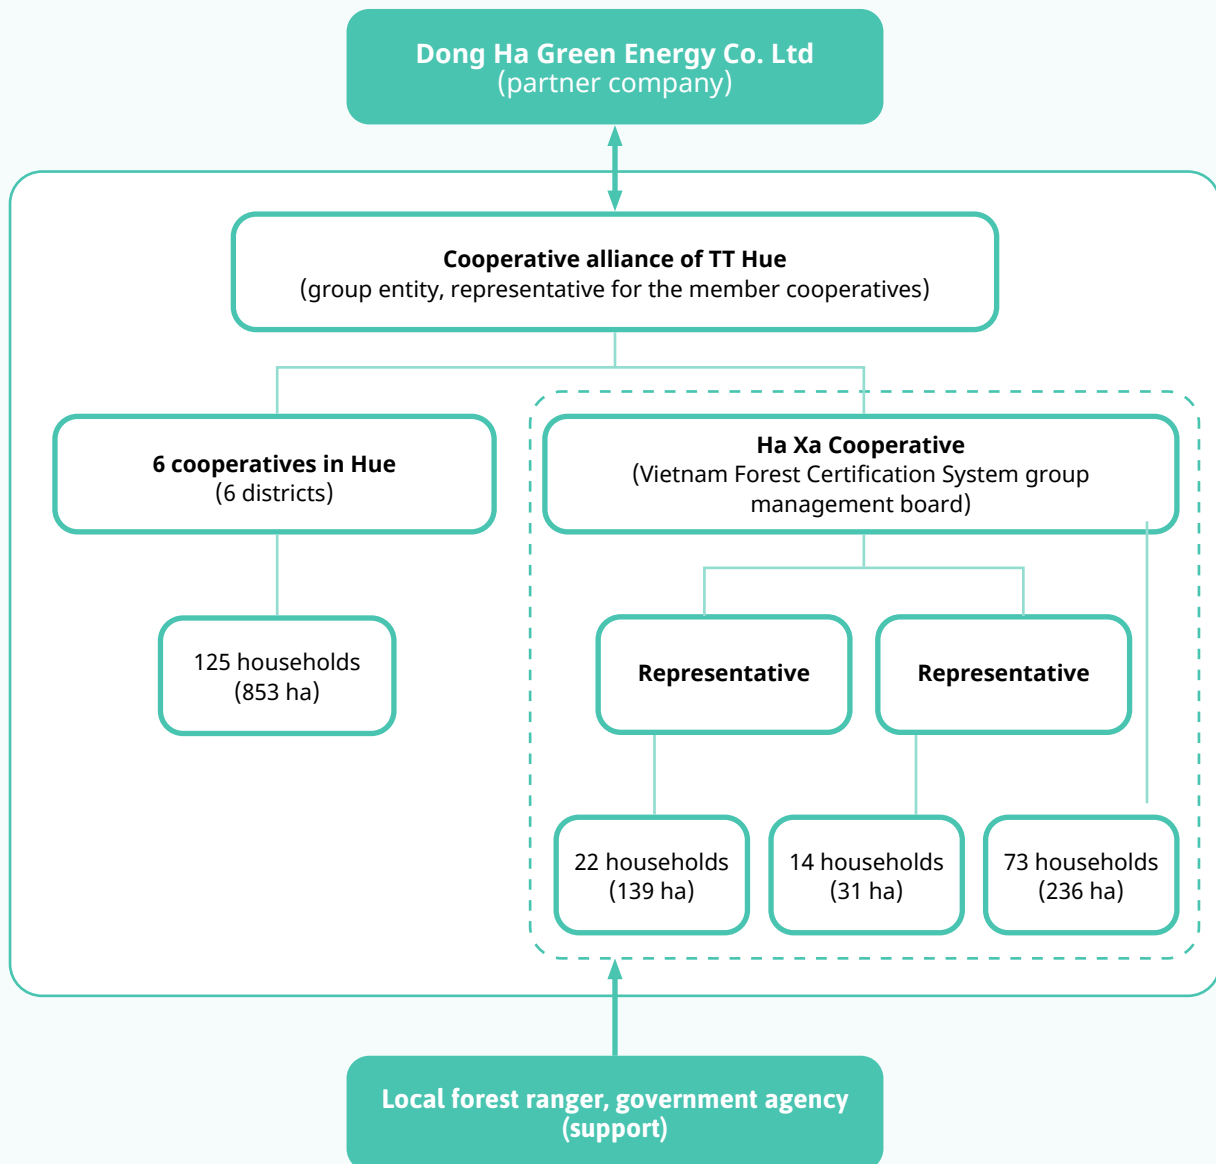 Dong Ha Green Energy Co. Ltd
(partner company)
Cooperative alliance of TT Hue
(group entity, representative for the member cooperatives)
6 cooperatives in Hue
(6 districts)
Ha Xa Cooperative
(Vietnam Forest Certification System group
management board)
125 households
(853 ha)
Representative
Representative
22 households
(139 ha)
14 households
(31 ha)
73 households
(236 ha)
Local forest ranger, government agency
(support)